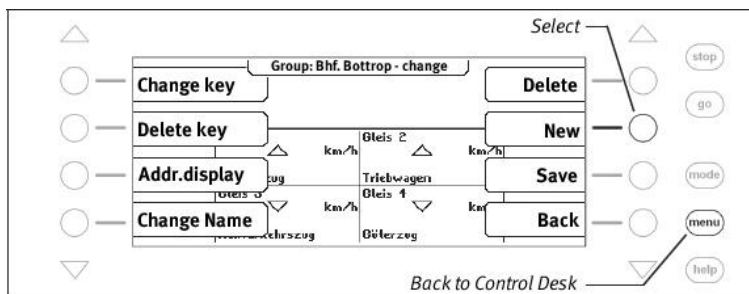 Select
stop
Group: Bhf. Bottrop - change
Change key
Delete
go
Delete key
New
Gleis 2
km/h
km/h
Addr.display
Triebwagen
Save
mode
Gleis 4
km/h
Change Name
Back
menu
Güterzug
help
Back to Control Desk